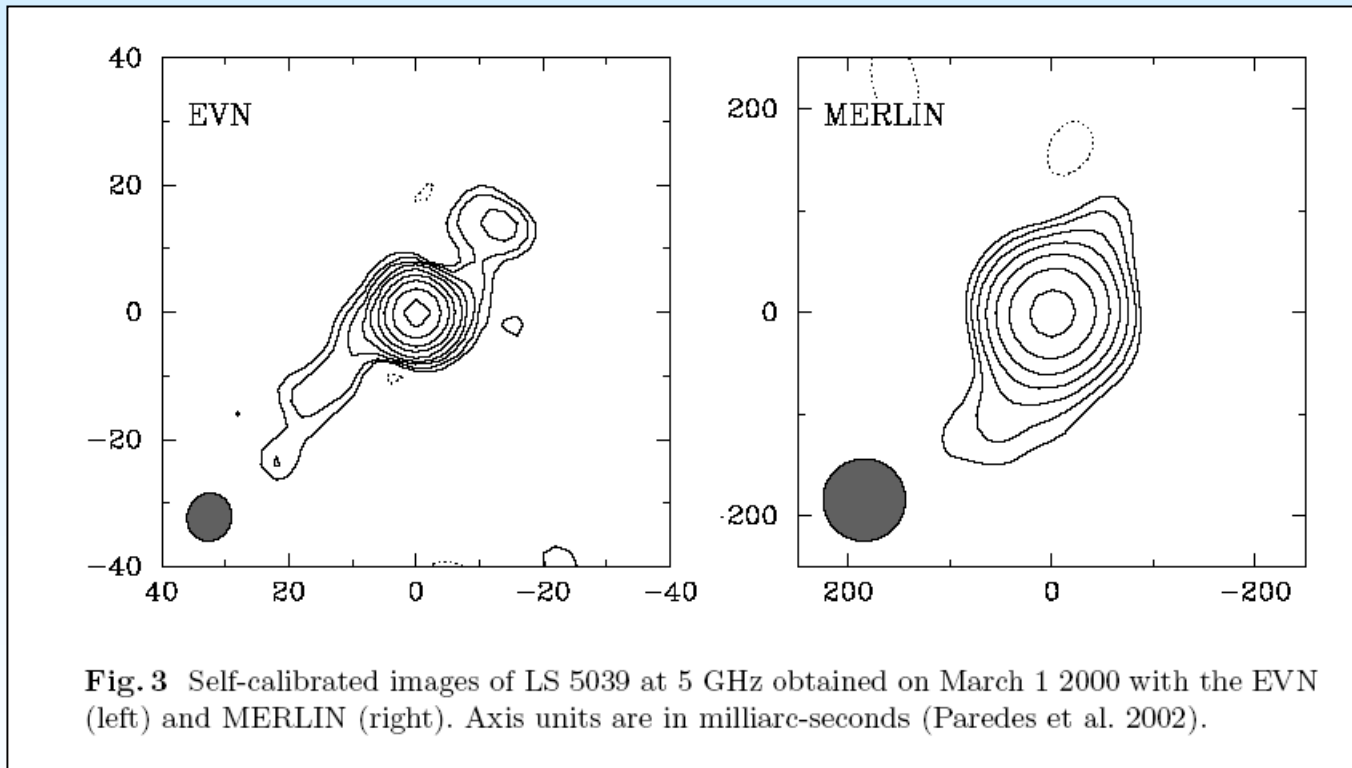 40
20
0
−20
−40
EVN
40 20 0 −20 −40
200
0
-200
MERLIN
200 0 −200
Fig. 3 Self-calibrated images of LS 5039 at 5 GHz obtained on March 1 2000 with the EVN
(left) and MERLIN (right). Axis units are in milliarc-seconds (Paredes et al. 2002).